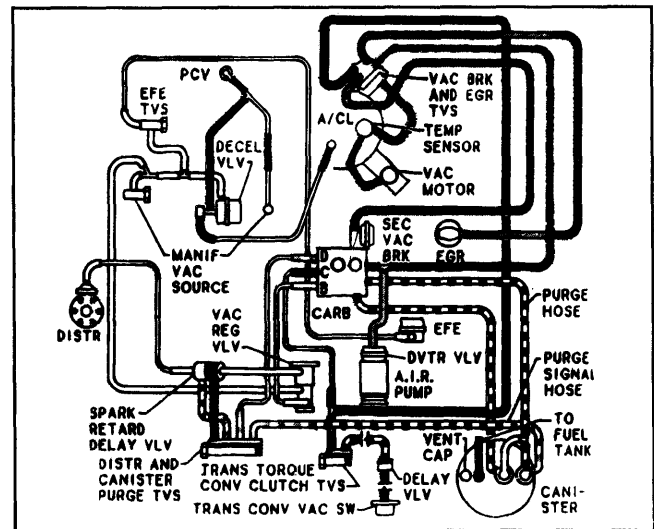 PCV
EFE
TVS
A/CL
VAC BRK
AND EGR
TVS
TEMP
SENSOR
DECEL
VLV
VAC
MOTOR
MANIF
VAC
SOURCE
SEC
VAC
BRK
EGR
D
C
B
DISTR
VAC
REG
VLV
CARB
EFE
PURGE
HOSE
DVTR VLV
A.I.R.
PUMP
PURGE
SIGNAL
HOSE
SPARK
RETARD
DELAY VLV
DISTR AND
CANISTER
PURGE TVS
TRANS TORQUE
CONV CLUTCH TVS
TRANS CONV VAC SW
DELAY
VLV
VENT
CAP
TO
FUEL
TANK
CANI-
STER